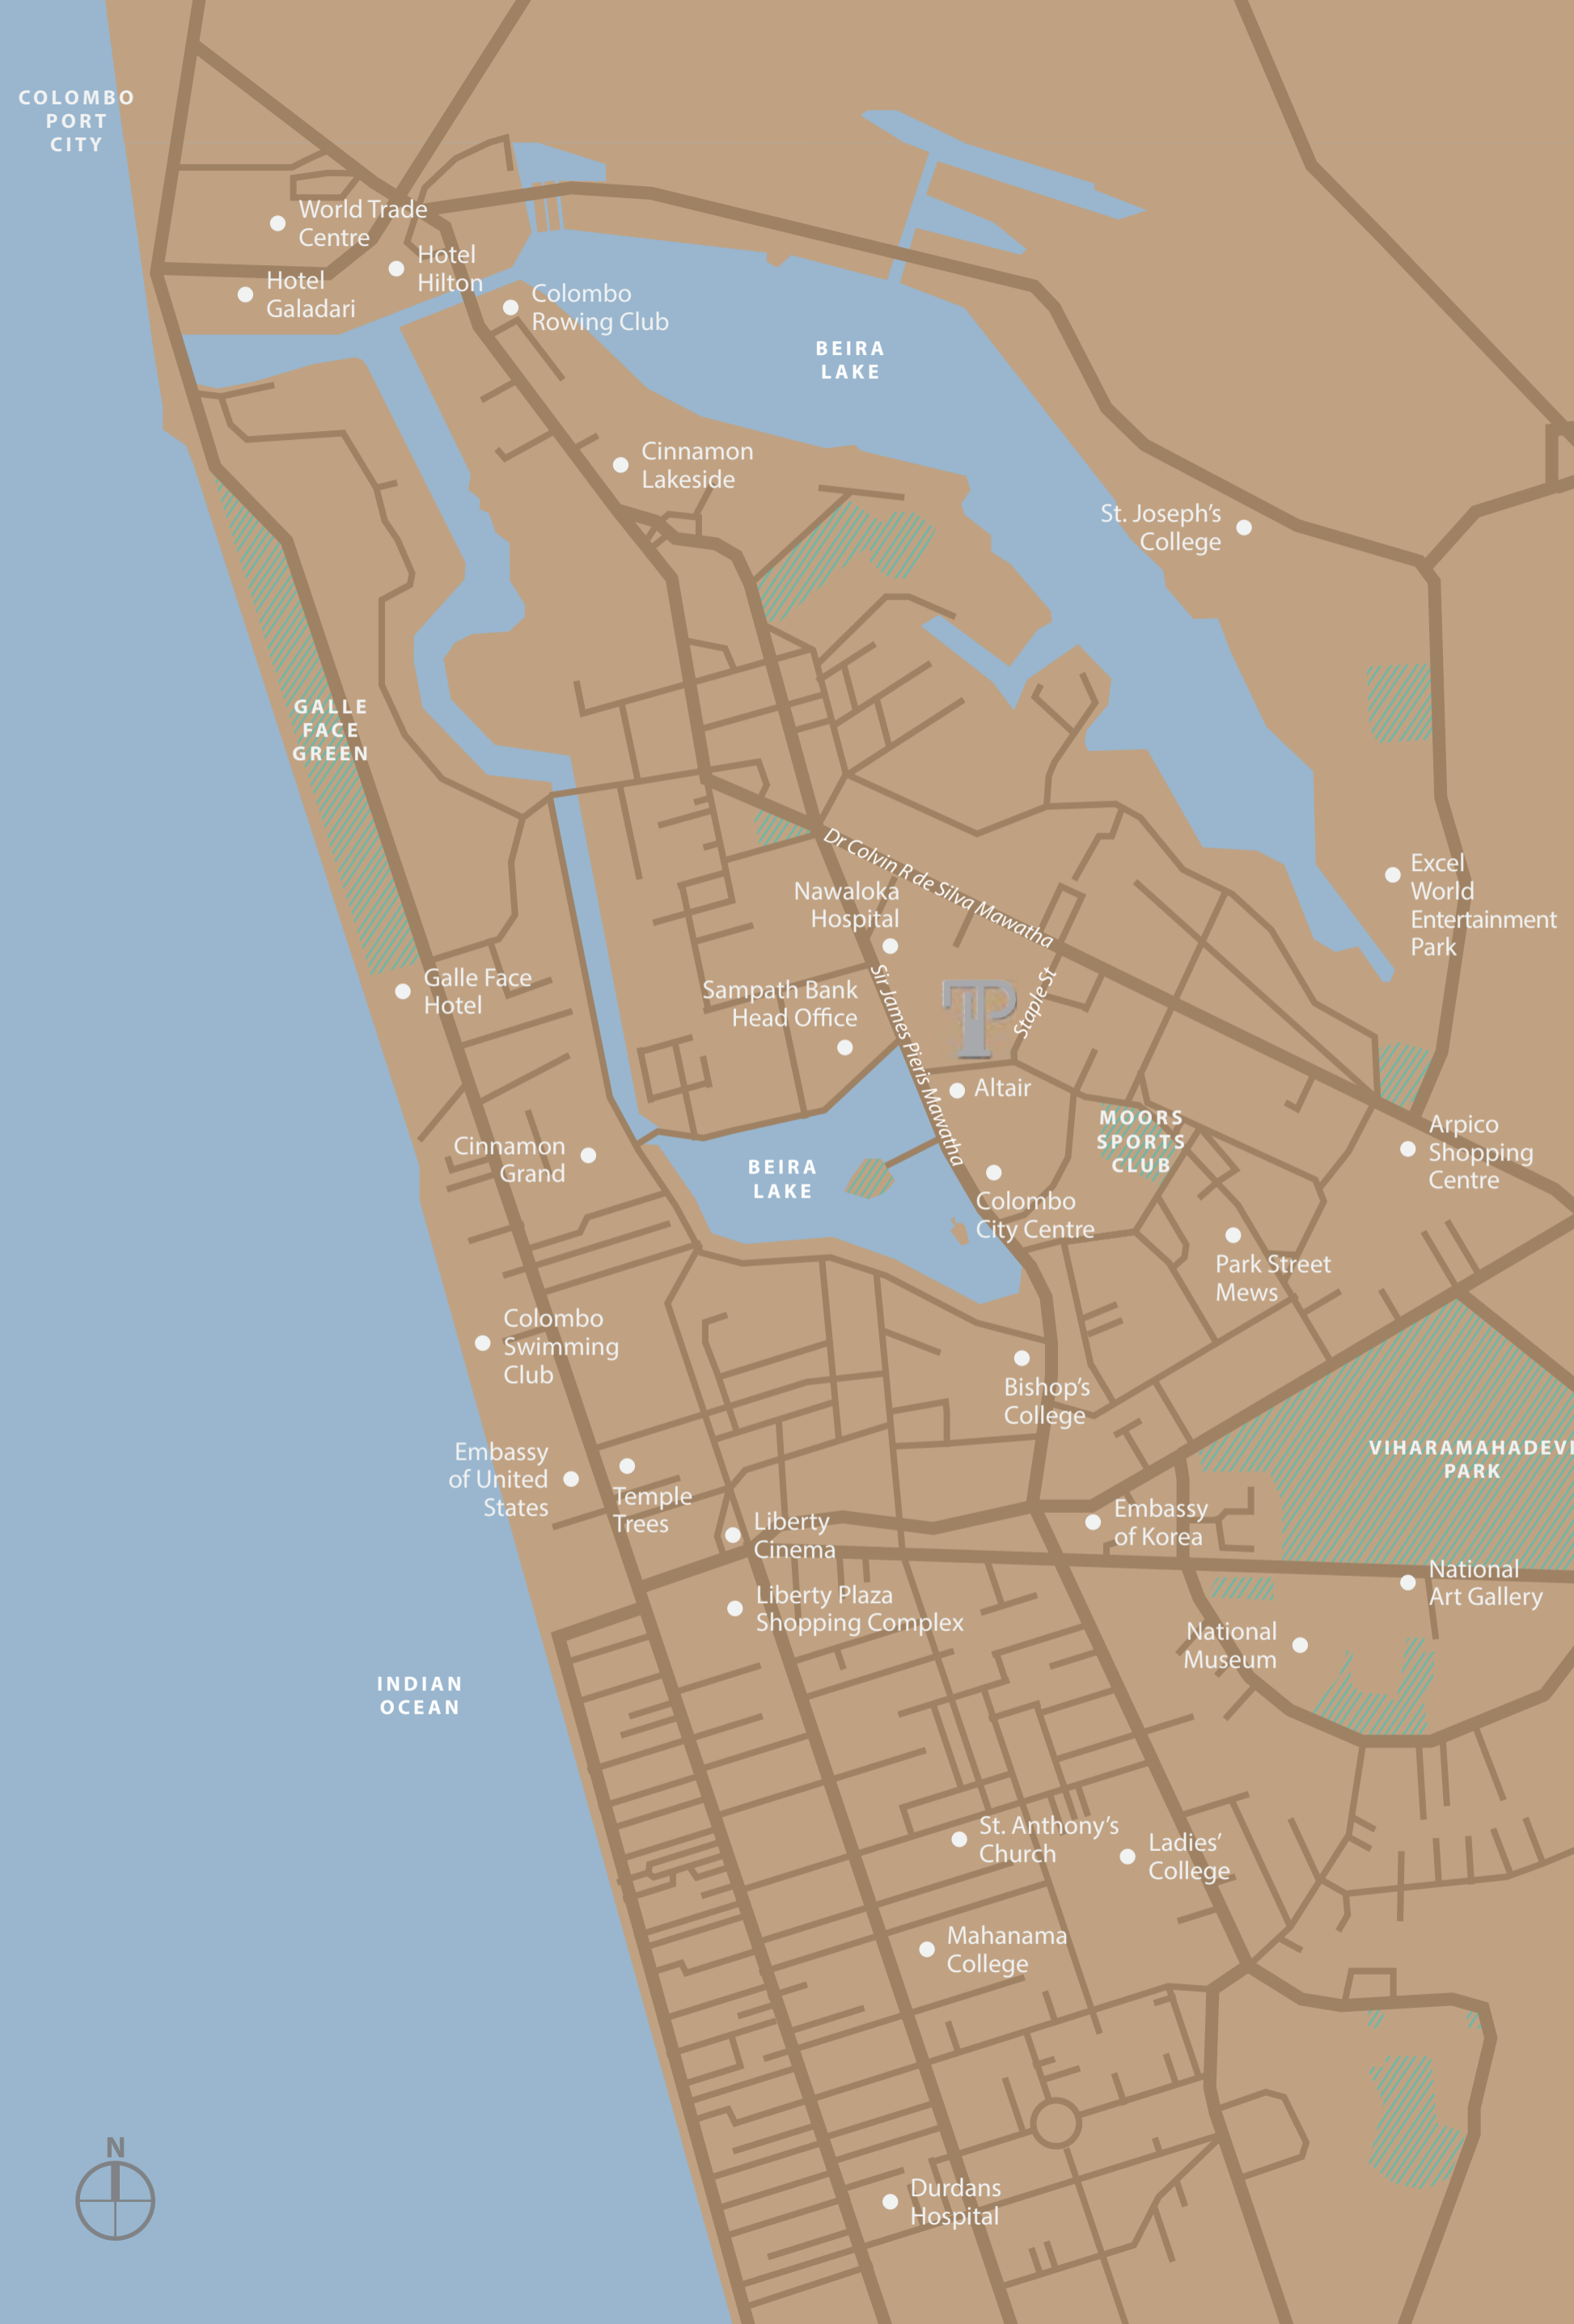 COLOMBO
PORT
CITY
World Trade
Centre
Hotel
Hilton
Hotel
Galadari
Colombo
Rowing Club
BEIRA
LAKE
Cinnamon
Lakeside
St. Joseph's
College
GALLE
FACE
GREEN
Dr Colvin R de Silva Mawatha
Nawaloka
Hospital
Excel
World
Entertainment
Park
Galle Face
Hotel
Sampath Bank
Head Office
Sir James Pieris Mawatha
TP
Staple St
Altair
MOORS
SPORTS
CLUB
Arpico
Shopping
Centre
Cinnamon
Grand
BEIRA
LAKE
Colombo
City Centre
Park Street
Mews
Colombo
Swimming
Club
Bishop's
College
Embassy
of United
States
Temple
Trees
VIHARAMAHADEVI
PARK
Liberty
Cinema
Embassy
of Korea
Liberty Plaza
Shopping Complex
National
Art Gallery
National
Museum
INDIAN
OCEAN
St. Anthony's
Church
Ladies'
College
Mahanama
College
N
Durdans
Hospital